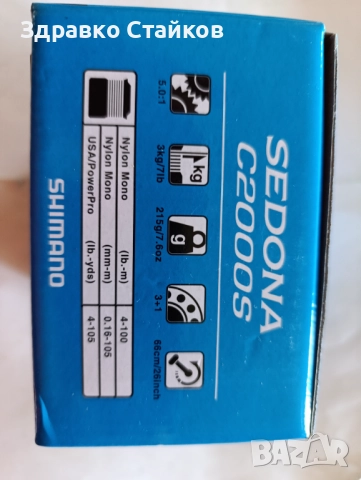 Здравко Стайков
SEDONA
C2000S
5.0:1
3kg/7lb
215g/7.6oz
3+1
66cm/26inch
kg
g
Nylon Mono (lb.-m) 4-100
Nylon Mono (mm-m) 0.16-105
USA/PowerPro (lb.-yds) 4-105
SHIMANO
BAZAR